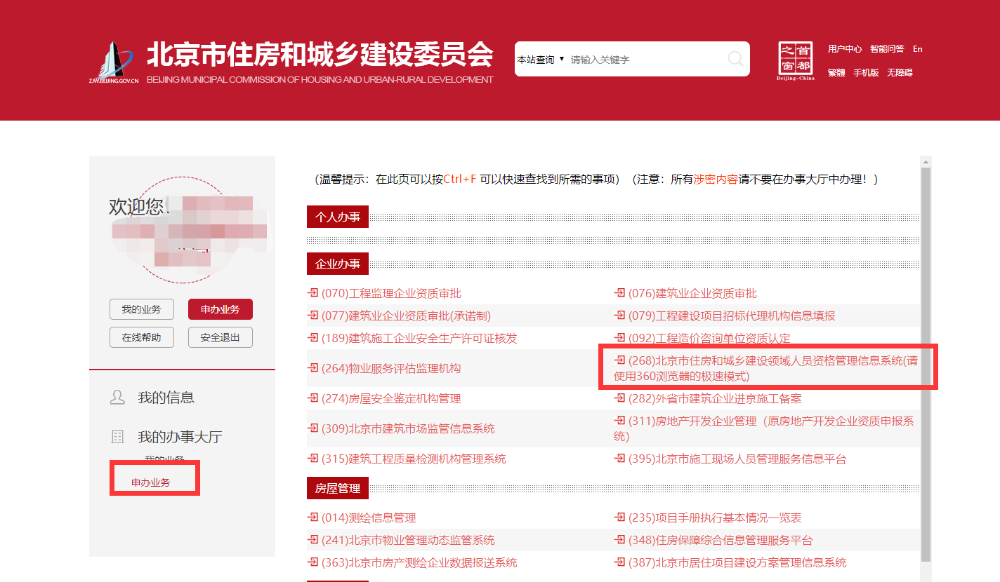 北京市住房和城乡建设委员会
BEIJING MUNICIPAL COMMISSION OF HOUSING AND URBAN-RURAL DEVELOPMENT
ZJW.BEIJING.GOV.CN
本站查询 ▼ 请输入关键字
首都之窗
Beijing-China
用户中心 智能问答 En
繁體 手机版 无障碍
欢迎您!
我的业务 申办业务
在线帮助 安全退出
我的信息
我的办事大厅
我的业务
申办业务
（温馨提示：在此页可以按Ctrl+F 可以快速查找到所需的事项）（注意：所有涉密内容请不要在办事大厅中办理！）
个人办事
企业办事
(070)工程监理企业资质审批 (076)建筑业企业资质审批
(077)建筑业企业资质审批(承诺制) (079)工程建设项目招标代理机构信息填报
(189)建筑施工企业安全生产许可证核发 (092)工程造价咨询单位资质认定
(264)物业服务评估监理机构 (268)北京市住房和城乡建设领域人员资格管理信息系统(请
使用360浏览器的极速模式)
(274)房屋安全鉴定机构管理 (282)外省市建筑企业进京施工备案
(309)北京市建筑市场监管信息系统 (311)房地产开发企业管理（原房地产开发企业资质申报系
统）
(315)建筑工程质量检测机构管理系统 (395)北京市施工现场人员管理服务信息平台
房屋管理
(014)测绘信息管理 (235)项目手册执行基本情况一览表
(241)北京市物业管理动态监管系统 (348)住房保障综合信息管理服务平台
(363)北京市房产测绘企业数据报送系统 (387)北京市居住项目建设方案管理信息系统